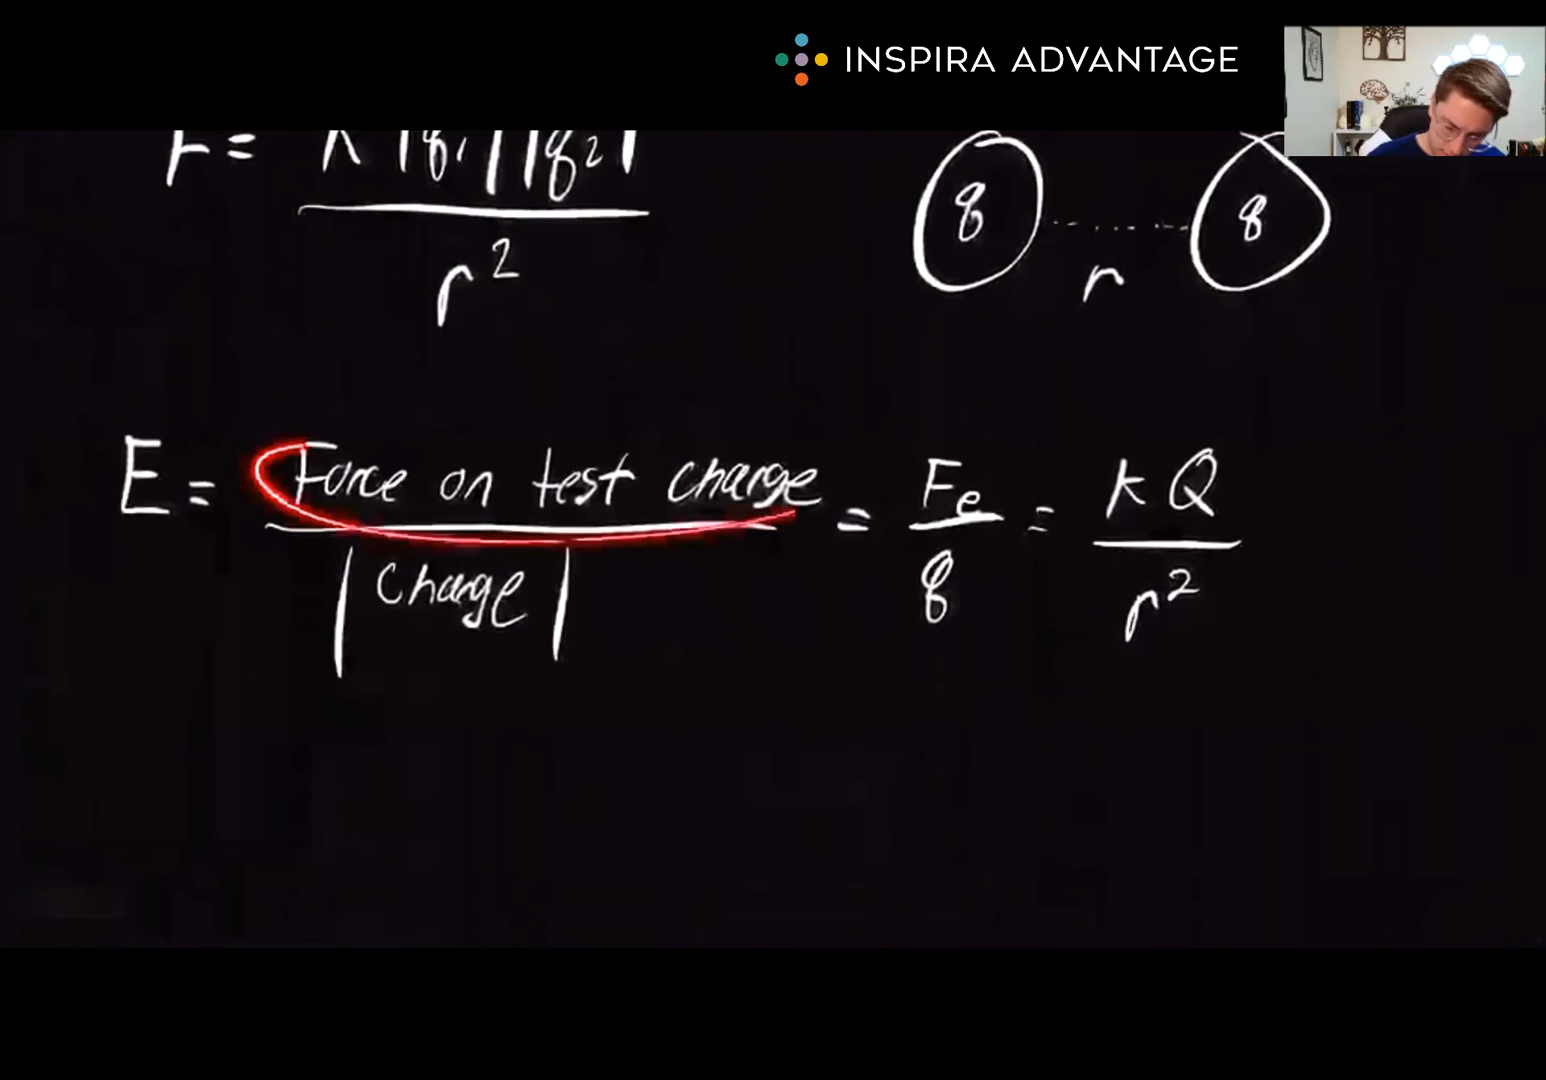 INSPIRA ADVANTAGE
F = K |q1| |q2|
r²
q q
r
E = Force on test charge = Fe = KQ
|Charge| q r²